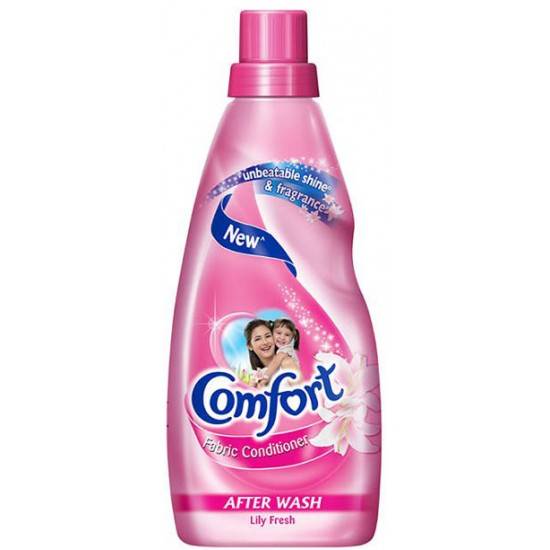 unbeatable shine®
& fragrance^
New^
Comfort
Fabric Conditioner
AFTER WASH
Lily Fresh